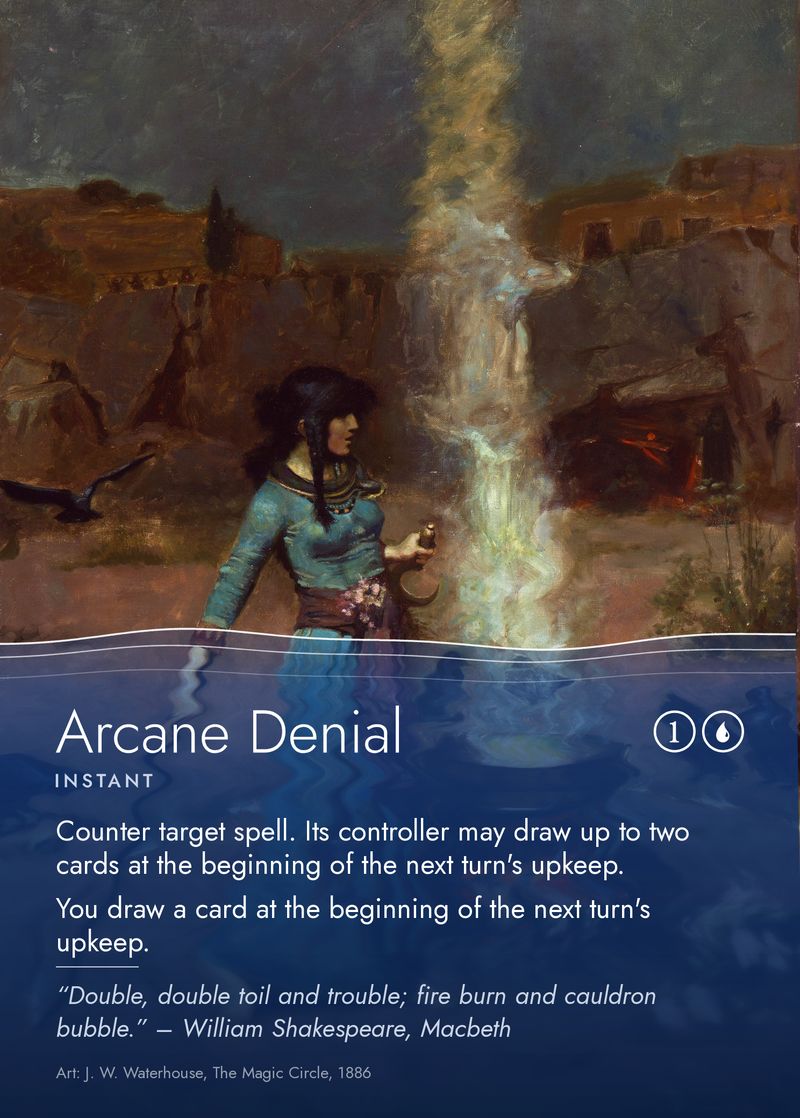 Arcane Denial
1
INSTANT
Counter target spell. Its controller may draw up to two
cards at the beginning of the next turn's upkeep.
You draw a card at the beginning of the next turn's
upkeep.
“Double, double toil and trouble; fire burn and cauldron
bubble.” – William Shakespeare, Macbeth
Art: J. W. Waterhouse, The Magic Circle, 1886